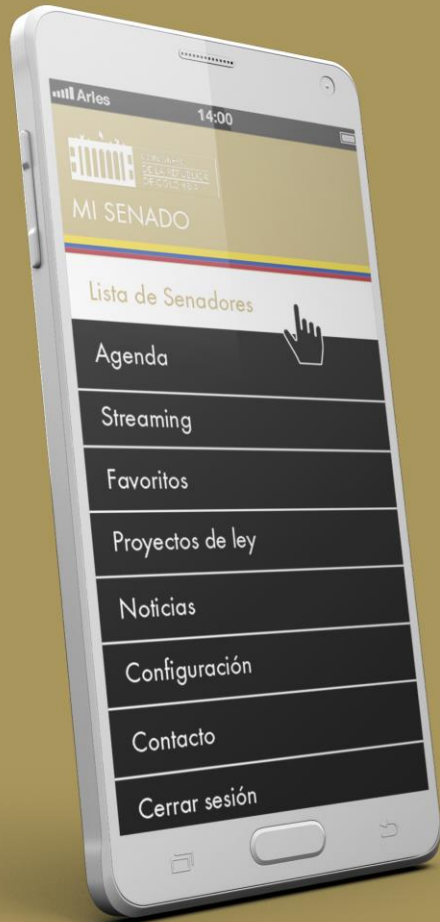 Arles
14:00
MI SENADO
Lista de Senadores
Agenda
Streaming
Favoritos
Proyectos de ley
Noticias
Configuración
Contacto
Cerrar sesión